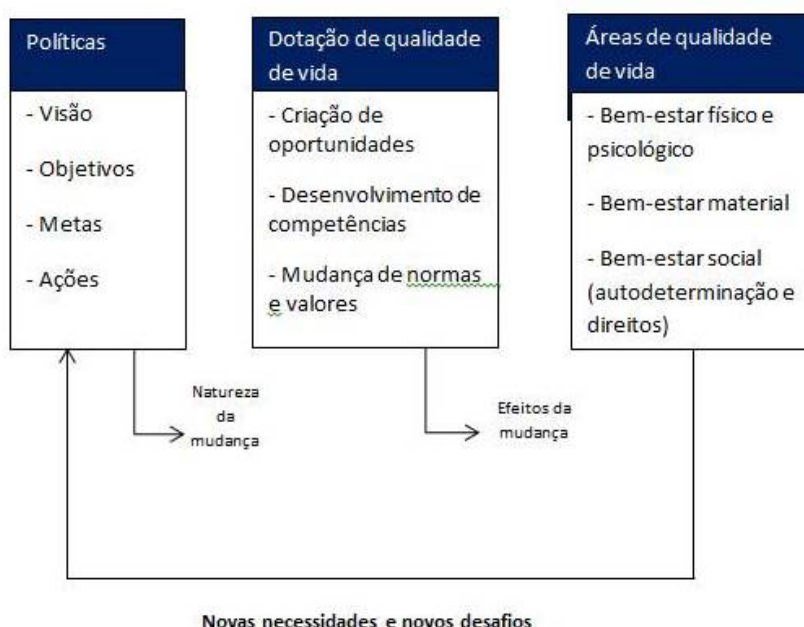 Políticas
- Visão
- Objetivos
- Metas
- Ações
Dotação de qualidade
de vida
- Criação de
oportunidades
- Desenvolvimento de
competências
- Mudança de normas
e valores
Áreas de qualidade
de vida
- Bem-estar físico e
psicológico
- Bem-estar material
- Bem-estar social
(autodeterminação e
direitos)
Natureza
da
mudança
Efeitos da
mudança
Novas necessidades e novos desafios